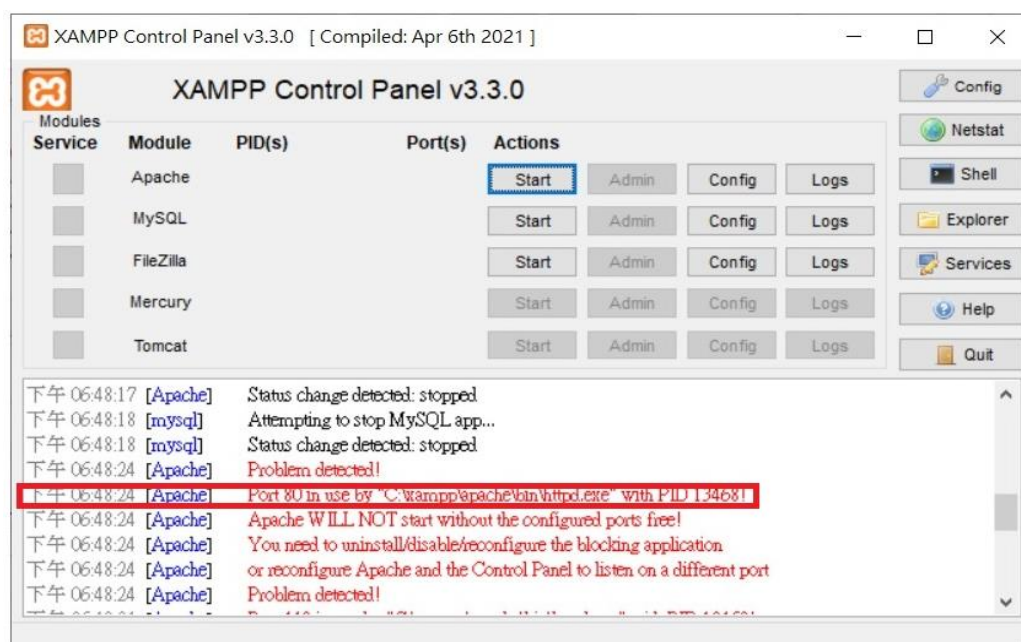 XAMPP Control Panel v3.3.0 [ Compiled: Apr 6th 2021 ]
XAMPP Control Panel v3.3.0
Config
Modules
Service Module PID(s) Port(s) Actions
Netstat
Apache Start Admin Config Logs
Shell
MySQL Start Admin Config Logs
Explorer
FileZilla Start Admin Config Logs
Services
Mercury Start Admin Config Logs
Help
Tomcat Start Admin Config Logs
Quit
下午 06:48:17 [Apache] Status change detected: stopped
下午 06:48:18 [mysql] Attempting to stop MySQL app...
下午 06:48:18 [mysql] Status change detected: stopped
下午 06:48:24 [Apache] Problem detected!
下午 06:48:24 [Apache] Port 80 in use by "C:\xampp\apache\bin\httpd.exe" with PID 13468!
下午 06:48:24 [Apache] Apache WILL NOT start without the configured ports free!
下午 06:48:24 [Apache] You need to uninstall/disable/reconfigure the blocking application
下午 06:48:24 [Apache] or reconfigure Apache and the Control Panel to listen on a different port
下午 06:48:24 [Apache] Problem detected!